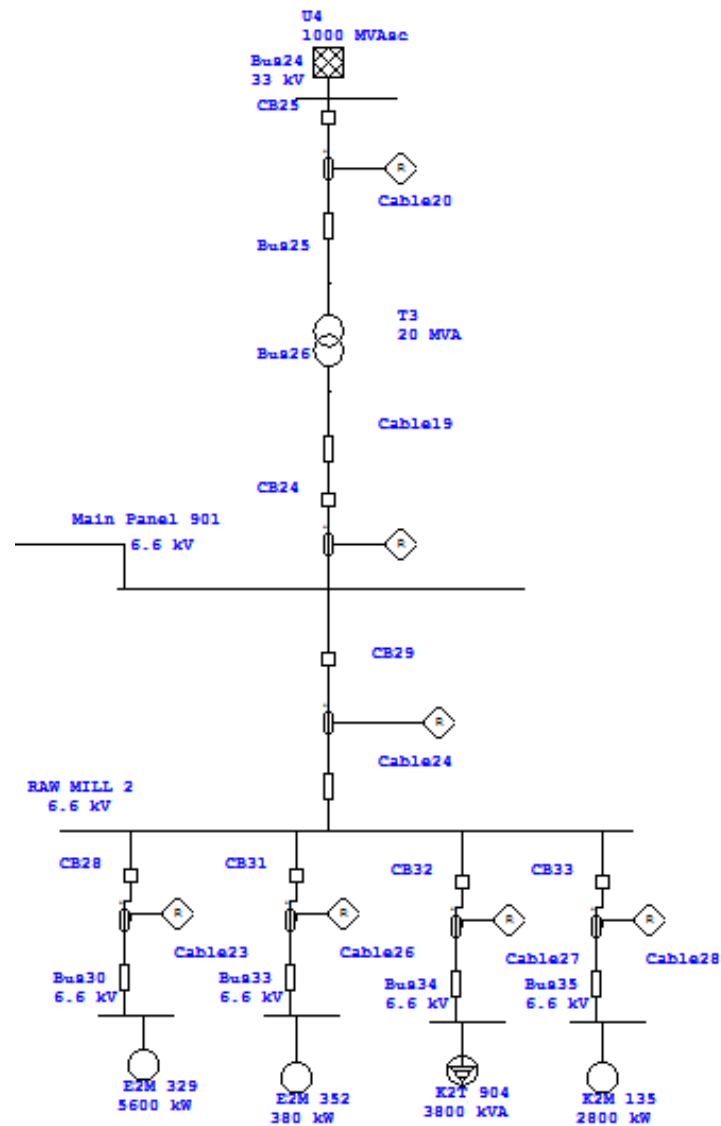 U4
1000 MVAsc
Bus24
33 kV
CB25
R
Cable20
Bus25
T3
20 MVA
Bus26
Cable19
CB24
Main Panel 901
6.6 kV
R
CB29
R
Cable24
RAW MILL 2
6.6 kV
CB28
CB31
CB32
CB33
R
R
R
R
Cable23
Cable26
Cable27
Cable28
Bus30
6.6 kV
Bus33
6.6 kV
Bus34
6.6 kV
Bus35
6.6 kV
E2M 329
5600 kW
E2M 352
380 kW
K2T 904
3800 kVA
K2M 135
2800 kW